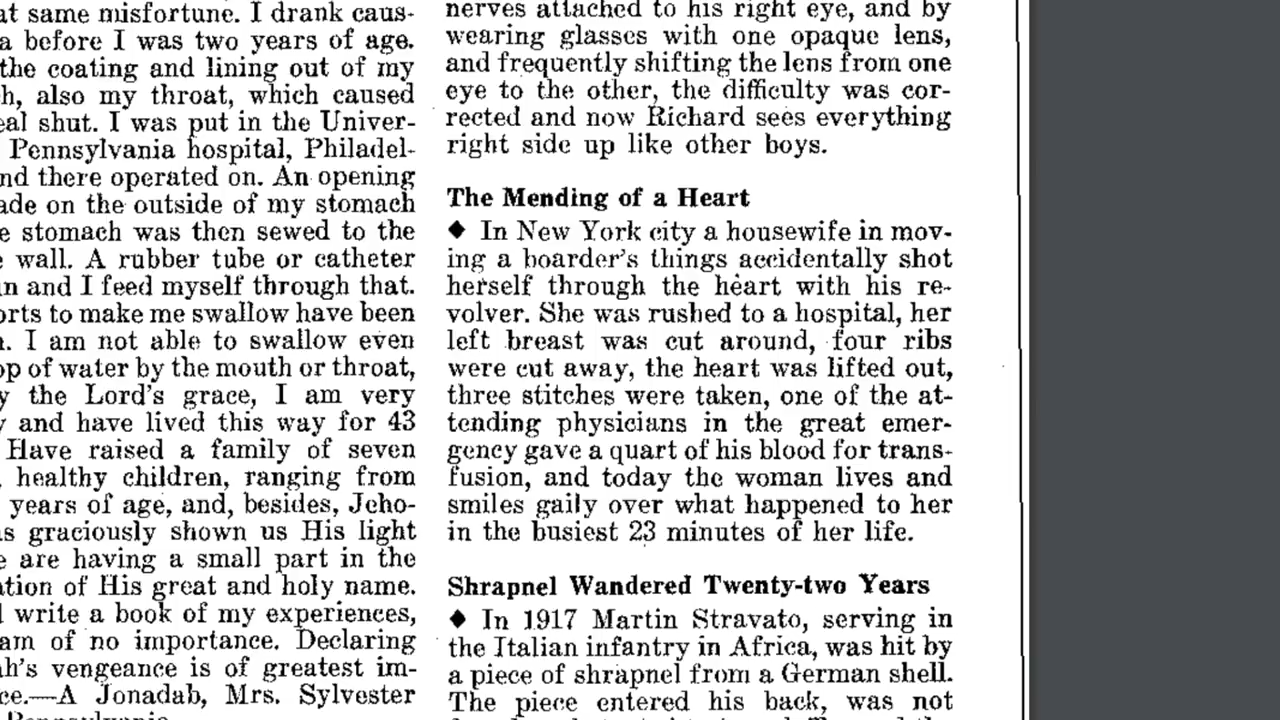 at same misfortune. I drank caus-
a before I was two years of age.
the coating and lining out of my
h, also my throat, which caused
eal shut. I was put in the Univer-
Pennsylvania hospital, Philadel-
nd there operated on. An opening
ade on the outside of my stomach
e stomach was then sewed to the
wall. A rubber tube or catheter
n and I feed myself through that.
orts to make me swallow have been
. I am not able to swallow even
op of water by the mouth or throat,
y the Lord's grace, I am very
y and have lived this way for 43
Have raised a family of seven
, healthy children, ranging from
years of age, and, besides, Jeho-
s graciously shown us His light
e are having a small part in the
ation of His great and holy name.
l write a book of my experiences,
am of no importance. Declaring
ah's vengeance is of greatest im-
ce.—A Jonadab, Mrs. Sylvester
Pennsylvania
nerves attached to his right eye, and by
wearing glasses with one opaque lens,
and frequently shifting the lens from one
eye to the other, the difficulty was cor-
rected and now Richard sees everything
right side up like other boys.
The Mending of a Heart
◆ In New York city a housewife in mov-
ing a boarder's things accidentally shot
herself through the heart with his re-
volver. She was rushed to a hospital, her
left breast was cut around, four ribs
were cut away, the heart was lifted out,
three stitches were taken, one of the at-
tending physicians in the great emer-
gency gave a quart of his blood for trans-
fusion, and today the woman lives and
smiles gaily over what happened to her
in the busiest 23 minutes of her life.
Shrapnel Wandered Twenty-two Years
◆ In 1917 Martin Stravato, serving in
the Italian infantry in Africa, was hit by
a piece of shrapnel from a German shell.
The piece entered his back, was not